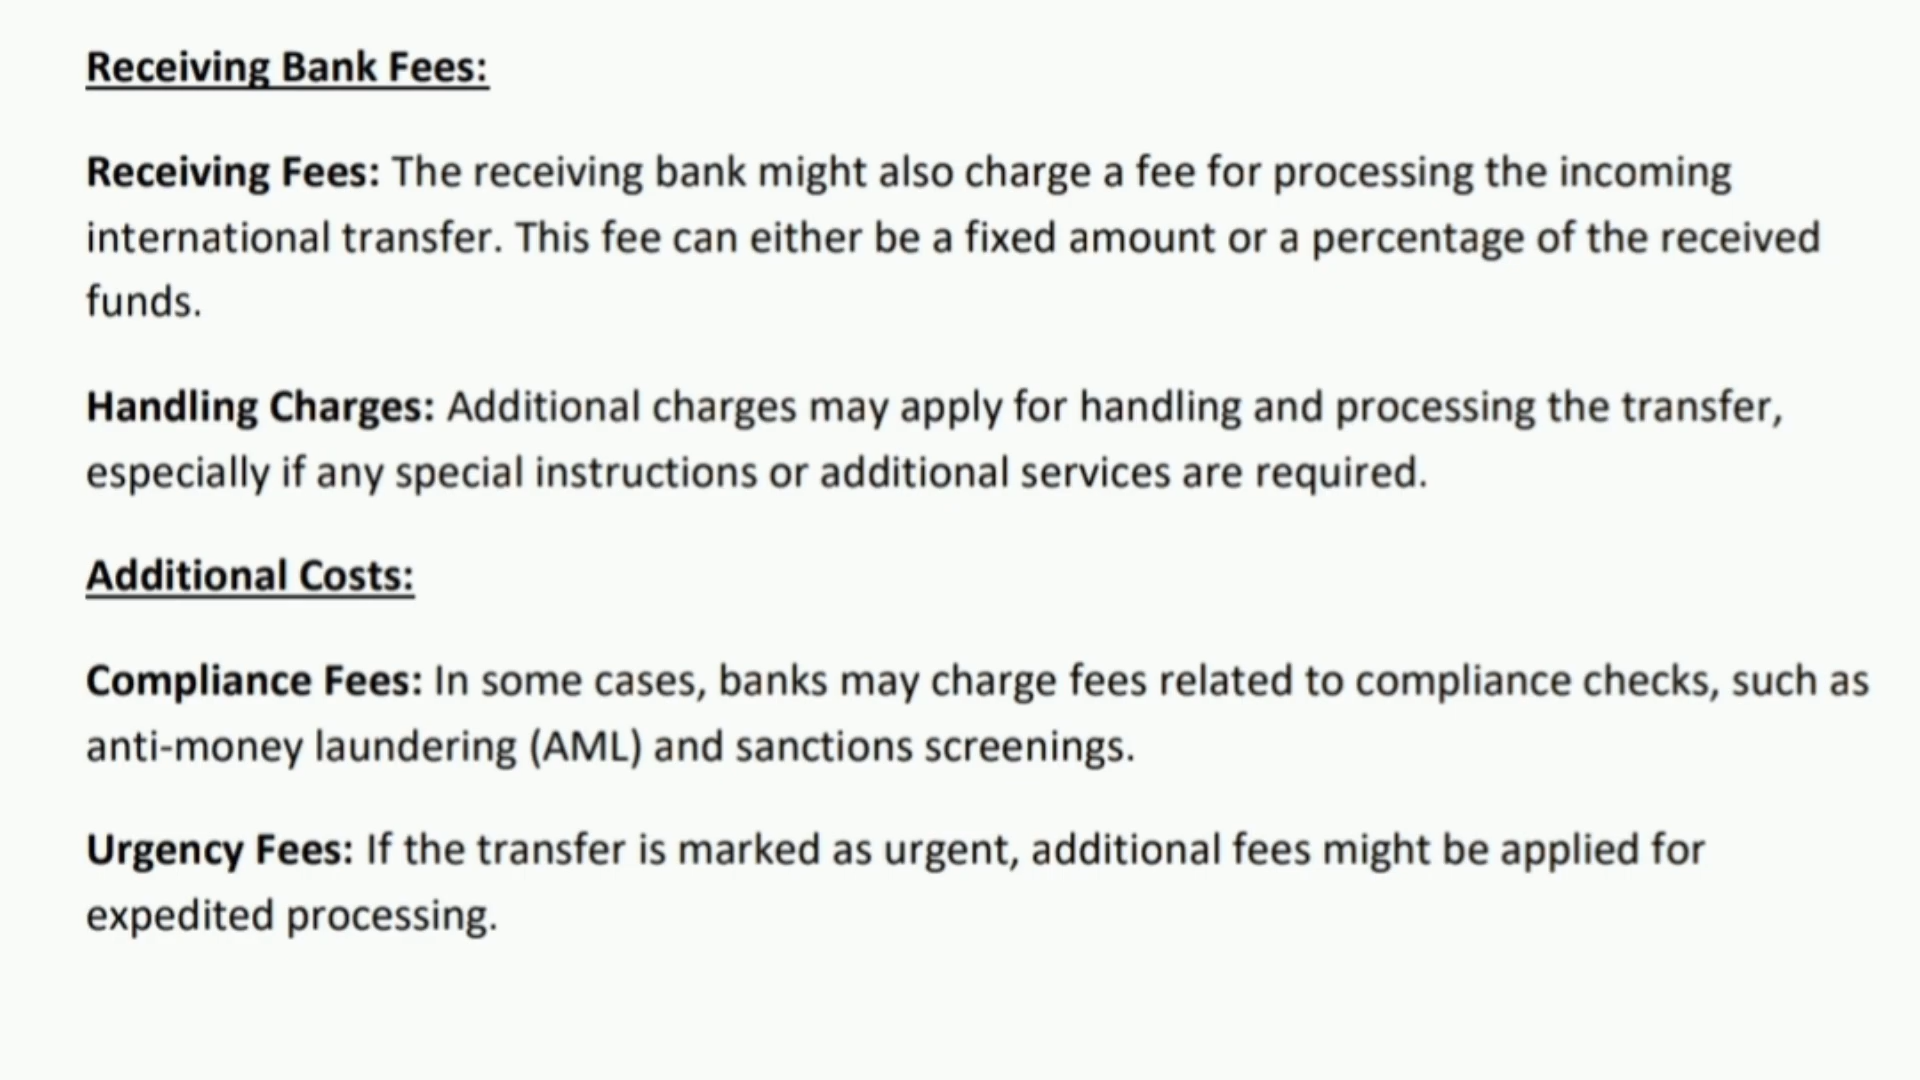 Receiving Bank Fees:
Receiving Fees: The receiving bank might also charge a fee for processing the incoming
international transfer. This fee can either be a fixed amount or a percentage of the received
funds.
Handling Charges: Additional charges may apply for handling and processing the transfer,
especially if any special instructions or additional services are required.
Additional Costs:
Compliance Fees: In some cases, banks may charge fees related to compliance checks, such as
anti-money laundering (AML) and sanctions screenings.
Urgency Fees: If the transfer is marked as urgent, additional fees might be applied for
expedited processing.